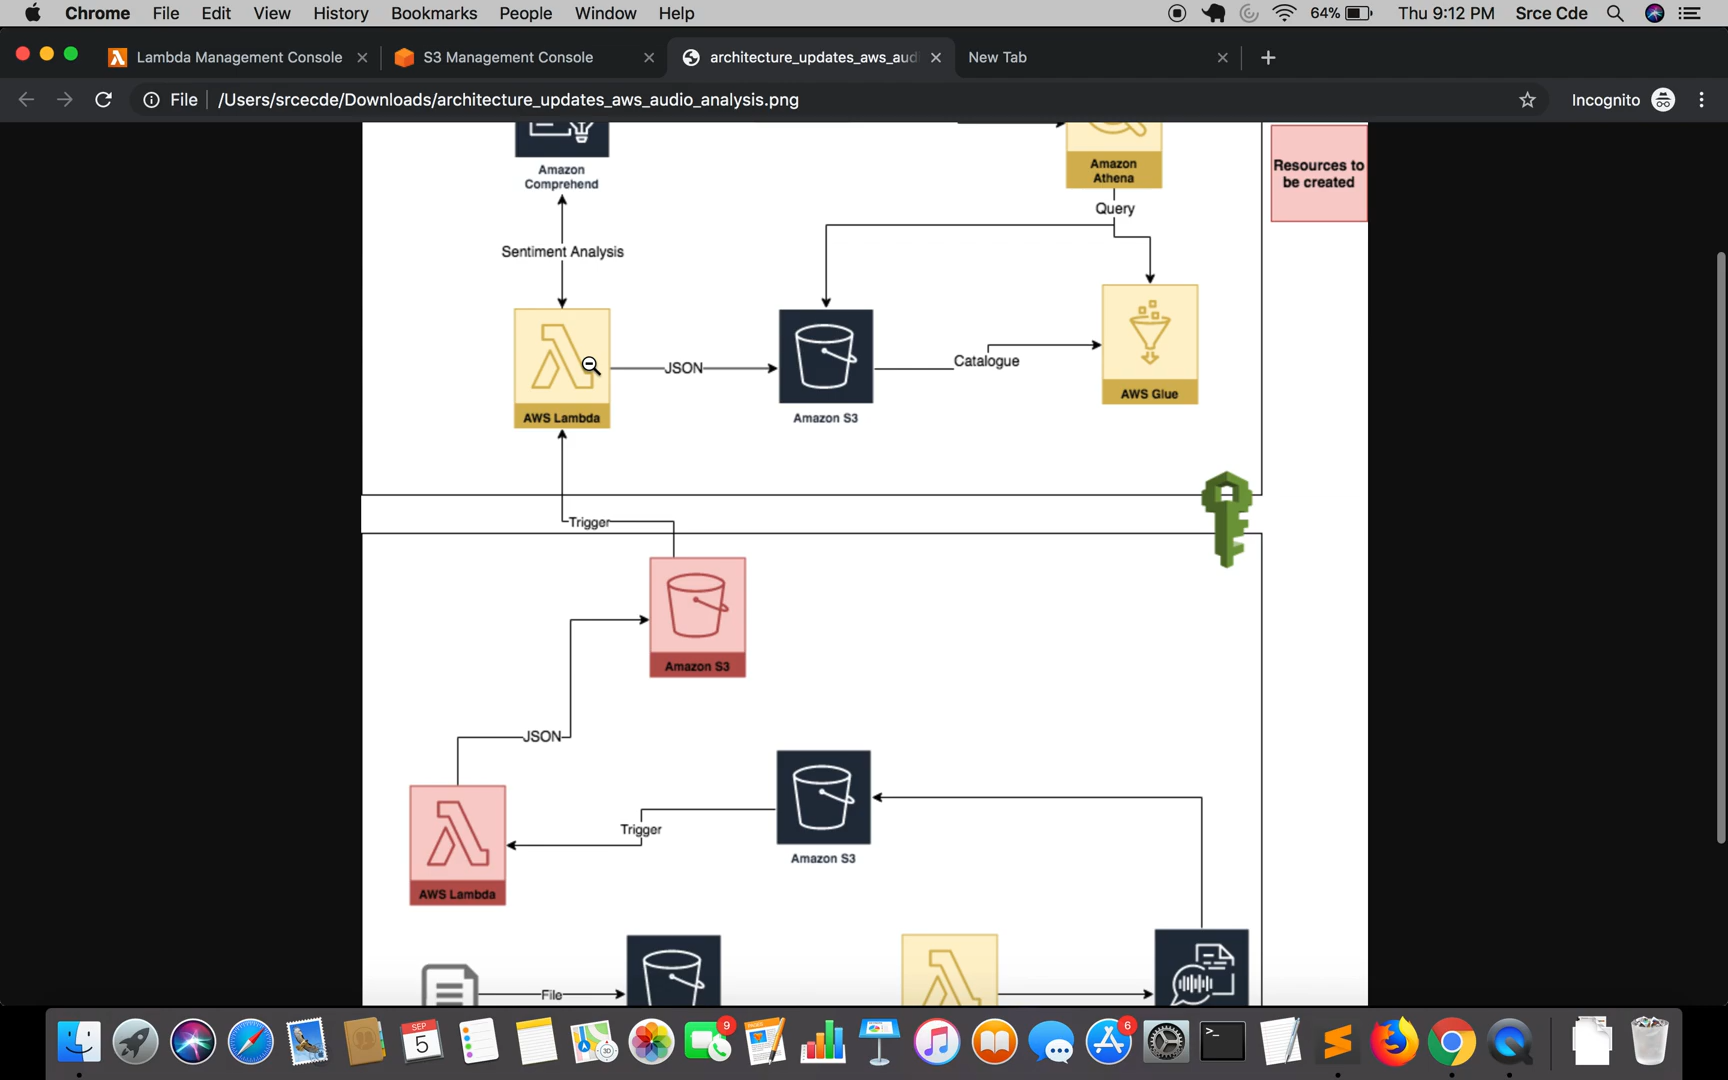 Chrome File Edit View History Bookmarks People Window Help 64% Thu 9:12 PM Srce Cde
Lambda Management Console S3 Management Console architecture_updates_aws_aud New Tab
File /Users/srcecde/Downloads/architecture_updates_aws_audio_analysis.png Incognito
Resources to
be created
Amazon
Comprehend
Amazon
Athena
Query
Sentiment Analysis
JSON
Catalogue
AWS Glue
AWS Lambda
Amazon S3
Trigger
Amazon S3
JSON
Trigger
Amazon S3
AWS Lambda
File
SEP
5
9
3D
6
>_